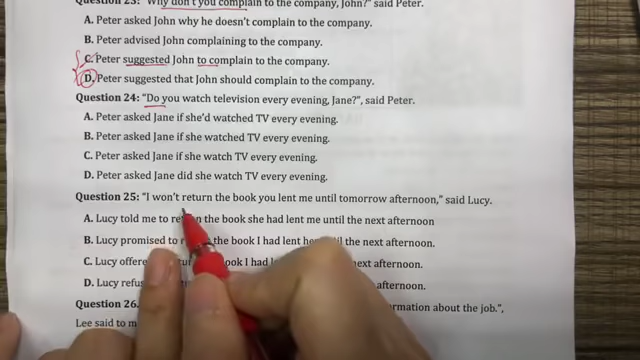 Question 23: "Why don't you complain to the company, John?" said Peter.
A. Peter asked John why he doesn't complain to the company.
B. Peter advised John complaining to the company.
C. Peter suggested John to complain to the company.
D. Peter suggested that John should complain to the company.
Question 24: "Do you watch television every evening, Jane?", said Peter.
A. Peter asked Jane if she'd watched TV every evening.
B. Peter asked Jane if she watched TV every evening.
C. Peter asked Jane if she watch TV every evening.
D. Peter asked Jane did she watch TV every evening.
Question 25: "I won't return the book you lent me until tomorrow afternoon," said Lucy.
A. Lucy told me to return the book she had lent me until the next afternoon
B. Lucy promised to the book I had lent the next afternoon.
C. Lucy offere ook I had next afternoon.
D. Lucy refu afternoon.
Question 26. rmation about the job.",
Lee said to m